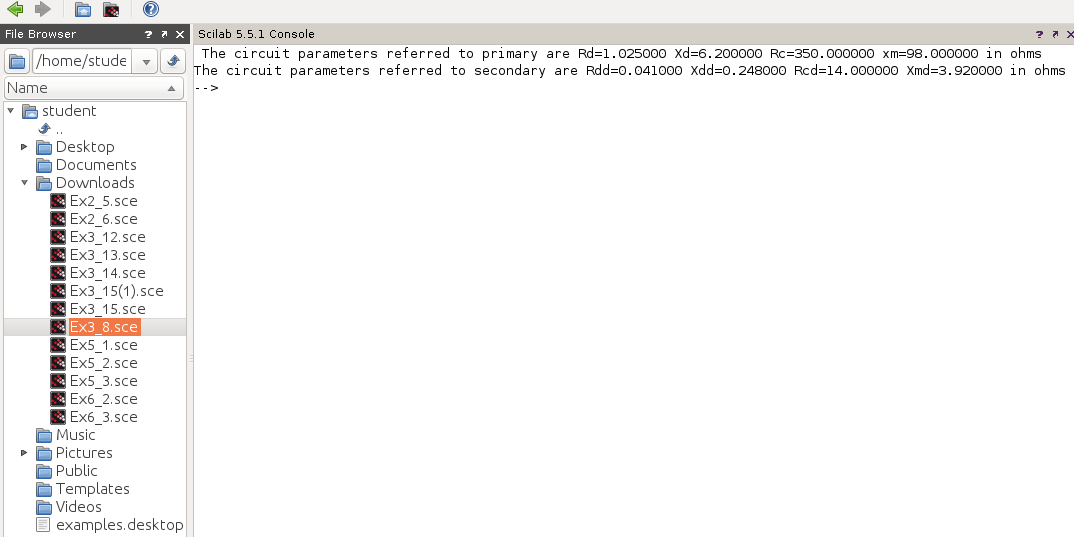 File Browser
Scilab 5.5.1 Console
/home/stude
Name
The circuit parameters referred to primary are Rd=1.025000 Xd=6.200000 Rc=350.000000 xm=98.000000 in ohms
The circuit parameters referred to secondary are Rdd=0.041000 Xdd=0.248000 Rcd=14.000000 Xmd=3.920000 in ohms
-->
student
..
Desktop
Documents
Downloads
Ex2_5.sce
Ex2_6.sce
Ex3_12.sce
Ex3_13.sce
Ex3_14.sce
Ex3_15(1).sce
Ex3_15.sce
Ex3_8.sce
Ex5_1.sce
Ex5_2.sce
Ex5_3.sce
Ex6_2.sce
Ex6_3.sce
Music
Pictures
Public
Templates
Videos
examples.desktop